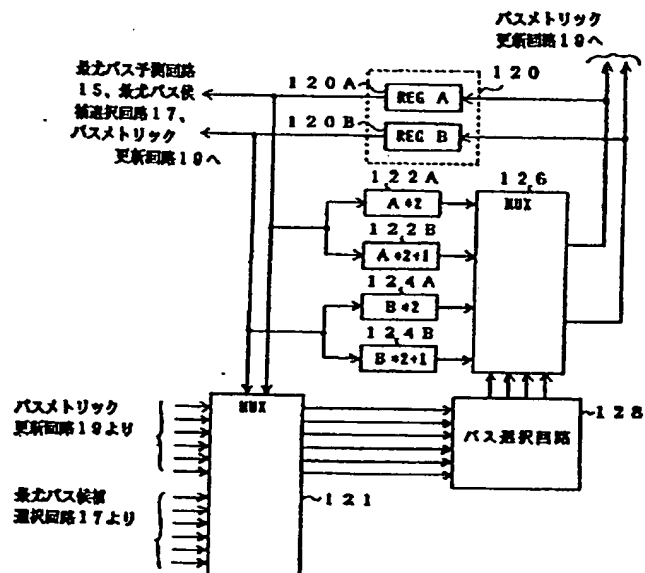 パスメトリック
更新回路19へ
最尤パス予測回路
15、最尤パス候
補選択回路17、
パスメトリック
更新回路19へ
120A
120B
120
REG A
REG B
122A
A*2
122B
A*2+1
124A
B*2
124B
B*2+1
126
MUX
パスメトリック
更新回路19より
最尤パス候補
選択回路17より
MUX
121
パス選択回路
128